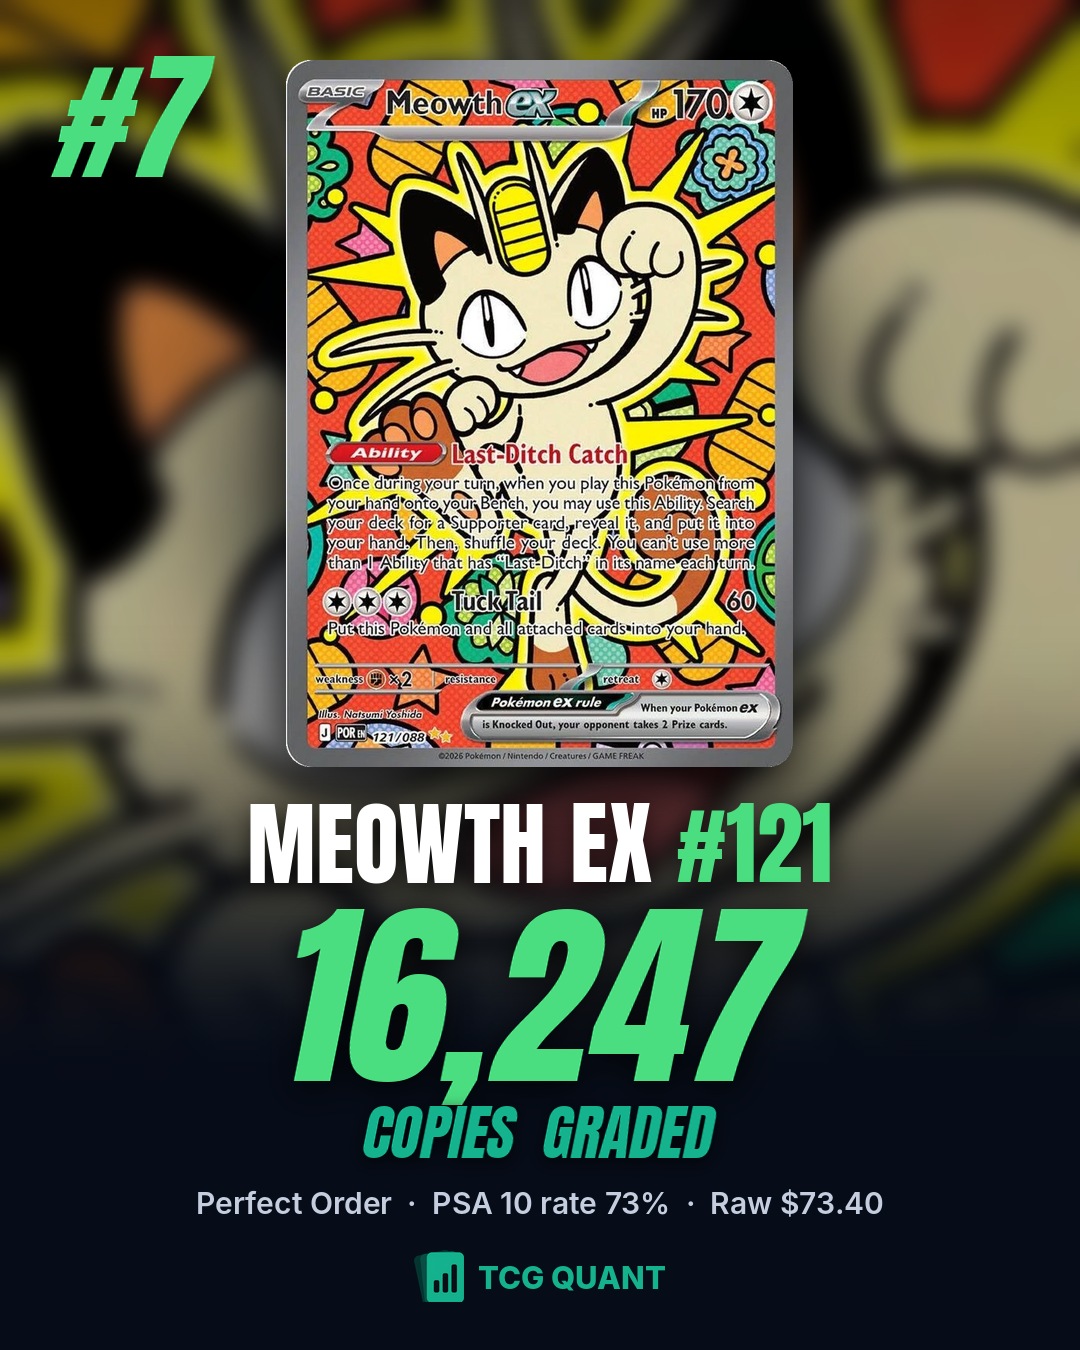 #7
BASIC Meowth ex HP 170
Ability Last-Ditch Catch
Once during your turn, when you play this Pokémon from
your hand onto your Bench, you may use this Ability. Search
your deck for a Supporter card, reveal it, and put it into
your hand. Then, shuffle your deck. You can't use more
than 1 Ability that has "Last-Ditch" in its name each turn.
Tuck Tail 60
Put this Pokémon and all attached cards into your hand.
weakness ×2 resistance retreat
Pokémon ex rule When your Pokémon ex
is Knocked Out, your opponent takes 2 Prize cards.
Illus. Natsumi Yoshida
J POR EN 121/088
©2026 Pokémon / Nintendo / Creatures / GAME FREAK
MEOWTH EX #121
16,247
COPIES GRADED
Perfect Order · PSA 10 rate 73% · Raw $73.40
TCG QUANT